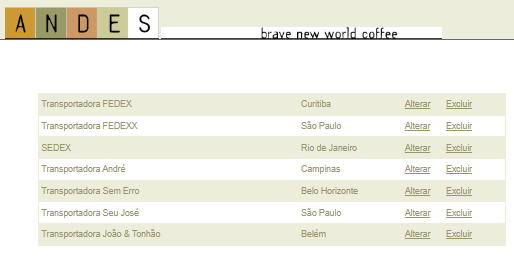 ANDES
brave new world coffee
Transportadora FEDEX Curitiba Alterar Excluir
Transportadora FEDEXX São Paulo Alterar Excluir
SEDEX Rio de Janeiro Alterar Excluir
Transportadora André Campinas Alterar Excluir
Transportadora Sem Erro Belo Horizonte Alterar Excluir
Transportadora Seu José São Paulo Alterar Excluir
Transportadora João & Tonhão Belém Alterar Excluir